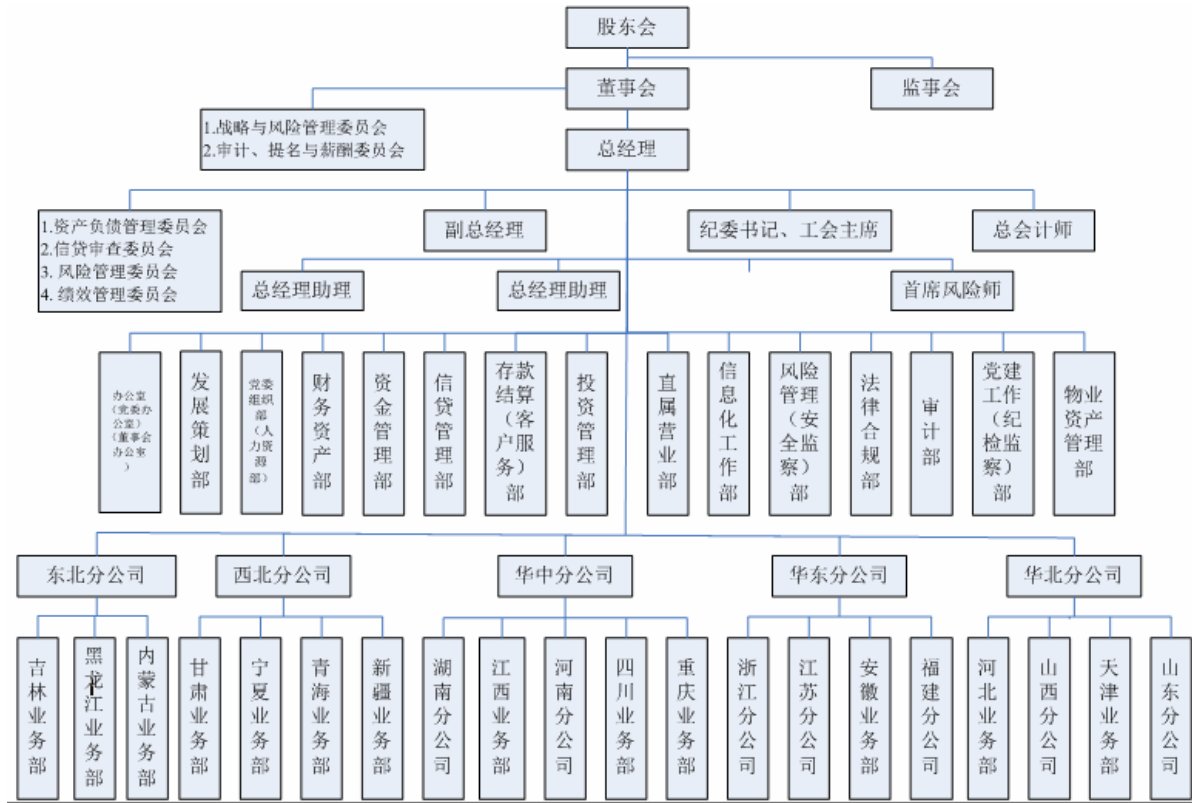 股东会
董事会
监事会
1.战略与风险管理委员会
2.审计、提名与薪酬委员会
总经理
1.资产负债管理委员会
2.信贷审查委员会
3. 风险管理委员会
4. 绩效管理委员会
副总经理
纪委书记、工会主席
总会计师
总经理助理
总经理助理
首席风险师
办公室
（党委办
公室）
（董事会
办公室
）
发展策划部
党委
组织
部
（人
力资
源
部）
财务资产部
资金管理部
信贷管理部
存款
结算
（客
户服
务）
部
投资管理部
直属营业部
信息化工作部
风险
管理
（安
全监
察）
部
法律合规部
审计部
党建
工作
（纪
检监
察）
部
物业
资产
管理
部
东北分公司
西北分公司
华中分公司
华东分公司
华北分公司
吉林业务部
黑龙江业务部
内蒙古业务部
甘肃业务部
宁夏业务部
青海业务部
新疆业务部
湖南分公司
江西业务部
河南分公司
四川业务部
重庆业务部
浙江分公司
江苏分公司
安徽业务部
福建分公司
河北业务部
山西分公司
天津业务部
山东分公司